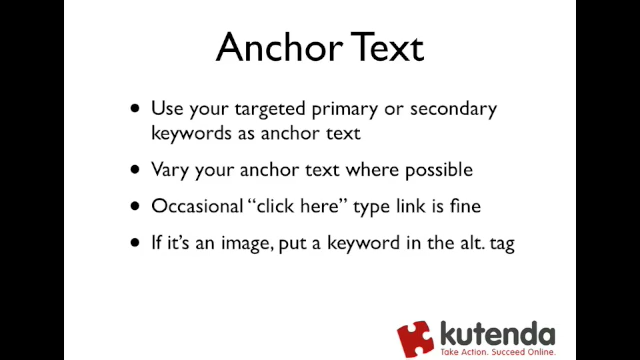 Anchor Text
• Use your targeted primary or secondary
keywords as anchor text
• Vary your anchor text where possible
• Occasional “click here” type link is fine
• If it’s an image, put a keyword in the alt. tag
kutenda
Take Action. Succeed Online.